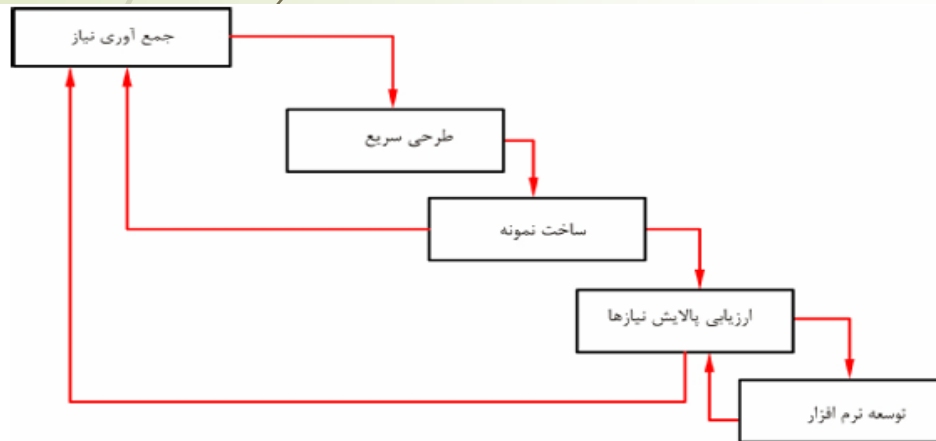 جمع آوری نیاز
طرحی سریع
ساخت نمونه
ارزیابی پالایش نیازها
توسعه نرم افزار